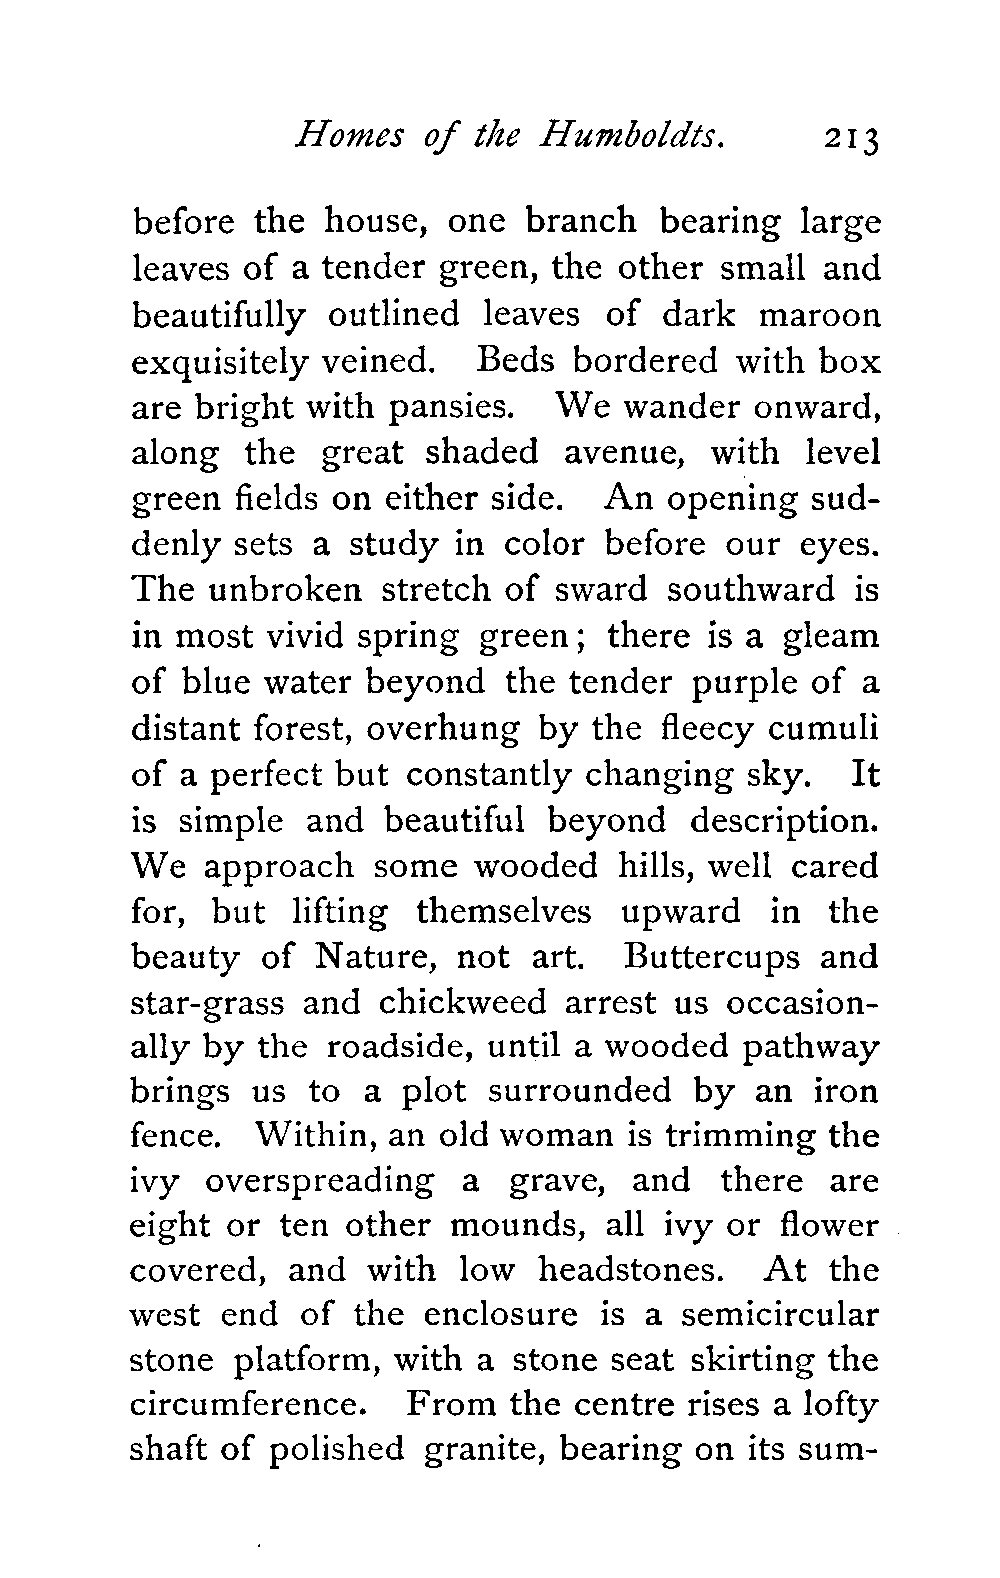 Homes of the Humboldts. 213
before the house, one branch bearing large
leaves of a tender green, the other small and
beautifully outlined leaves of dark maroon
exquisitely veined. Beds bordered with box
are bright with pansies. We wander onward,
along the great shaded avenue, with level
green fields on either side. An opening sud-
denly sets a study in color before our eyes.
The unbroken stretch of sward southward is
in most vivid spring green; there is a gleam
of blue water beyond the tender purple of a
distant forest, overhung by the fleecy cumuli
of a perfect but constantly changing sky. It
is simple and beautiful beyond description.
We approach some wooded hills, well cared
for, but lifting themselves upward in the
beauty of Nature, not art. Buttercups and
star-grass and chickweed arrest us occasion-
ally by the roadside, until a wooded pathway
brings us to a plot surrounded by an iron
fence. Within, an old woman is trimming the
ivy overspreading a grave, and there are
eight or ten other mounds, all ivy or flower
covered, and with low headstones. At the
west end of the enclosure is a semicircular
stone platform, with a stone seat skirting the
circumference. From the centre rises a lofty
shaft of polished granite, bearing on its sum-